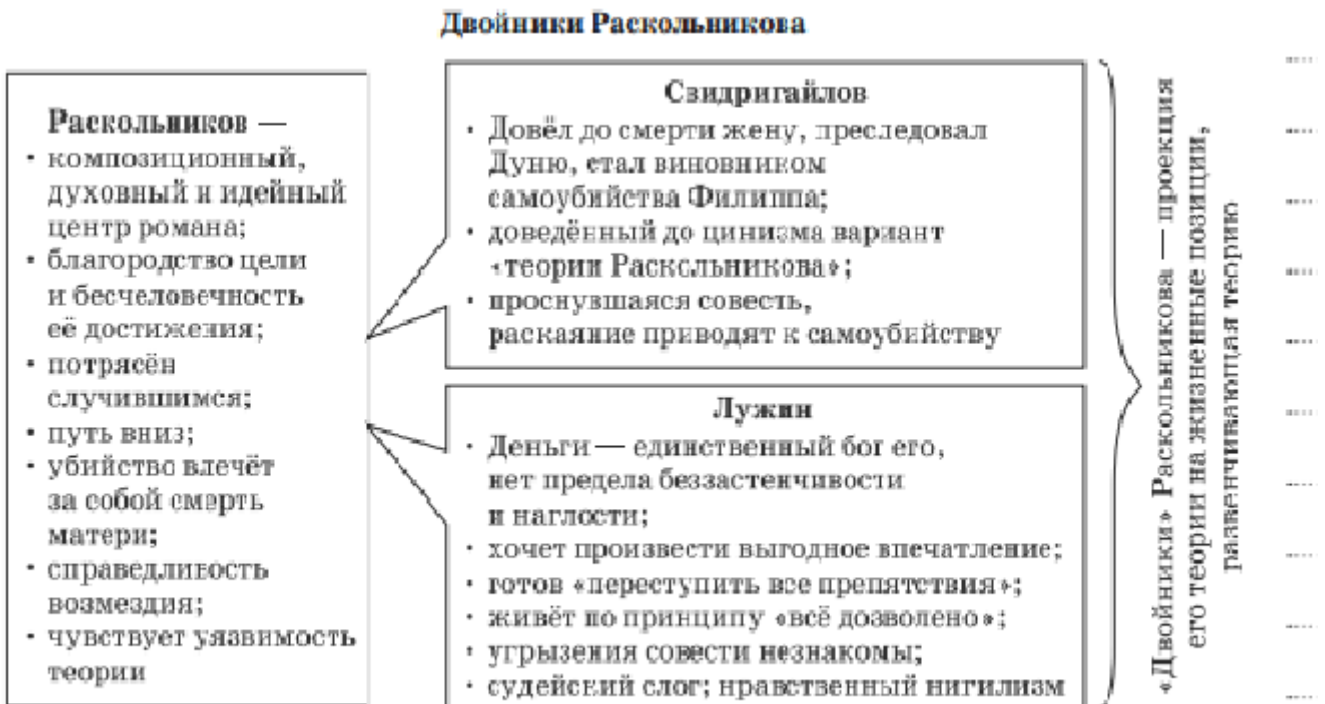 Двойники Раскольникова
Раскольников —
• композиционный,
духовный и идейный
центр романа;
• благородство цели
и бесчеловечность
её достижения;
• потрясён
случившимся;
• путь вниз;
• убийство влечёт
за собой смерть
матери;
• справедливость
возмездия;
• чувствует уязвимость
теории
Свидригайлов
• Довёл до смерти жену, преследовал
Дуню, стал виновником
самоубийства Филиппа;
• доведённый до цинизма вариант
«теории Раскольникова»;
• проснувшаяся совесть,
раскаяние приводят к самоубийству
Лужин
• Деньги — единственный бог его,
нет предела беззастенчивости
и наглости;
• хочет произвести выгодное впечатление;
• готов «переступить все препятствия»;
• живёт по принципу «всё дозволено»;
• угрызения совести незнакомы;
• судейский слог; нравственный нигилизм
«Двойники» Раскольникова — проекция
его теории на жизненные позиции,
развенчивающая теорию